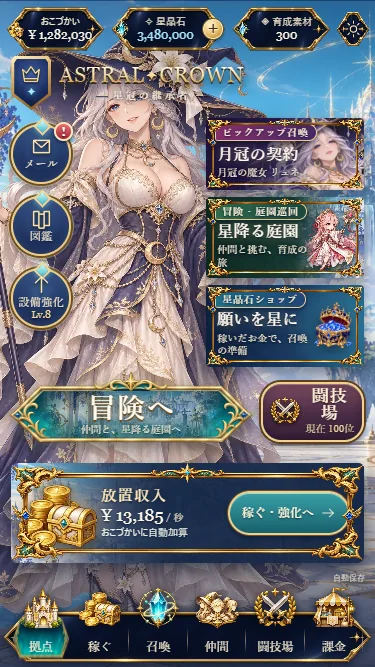 おこづかい
¥1,282,030
星晶石
3,480,000
+
育成素材
300
ASTRAL CROWN
星冠の継承者
メール
!
図鑑
設備強化
Lv.8
ピックアップ召喚
月冠の契約
月冠の魔女 リュネ
冒険・庭園巡回
星降る庭園
仲間と挑む、育成の
旅
星晶石ショップ
願いを星に
稼いだお金で、召喚
の準備
冒険へ
仲間と、星降る庭園へ
闘技
場
現在 100位
放置収入
¥13,185 / 秒
おこづかいに自動加算
稼ぐ・強化へ →
自動保存
拠点
稼ぐ
召喚
仲間
闘技場
課金